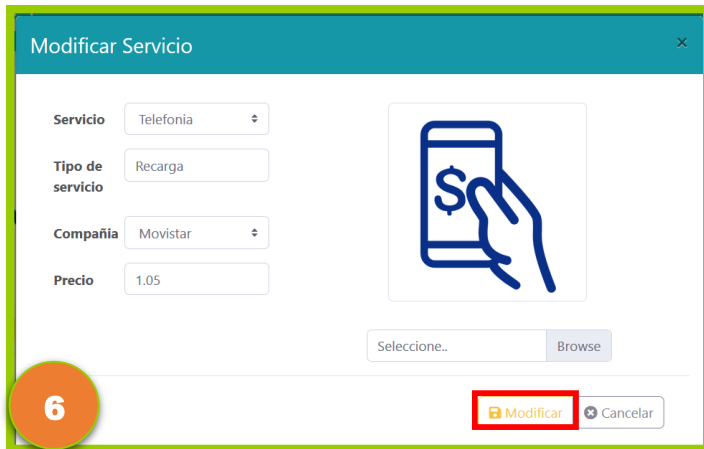 Modificar Servicio
×
Servicio
Telefonia
Tipo de
servicio
Recarga
Compañia
Movistar
Precio
1.05
$
Seleccione..
Browse
6
Modificar
Cancelar